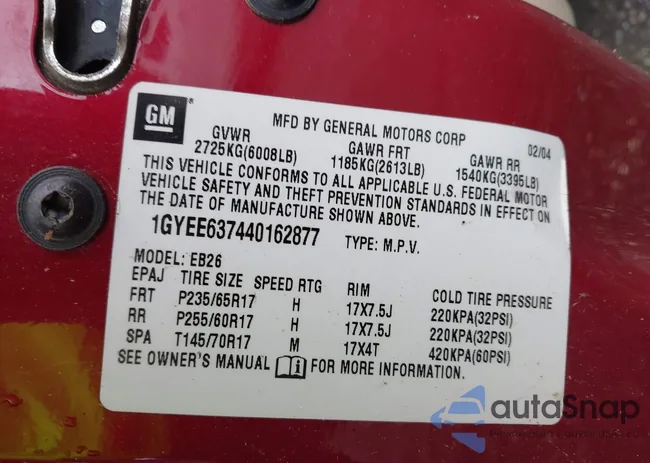 GM
MFD BY GENERAL MOTORS CORP 02/04
GVWR GAWR FRT GAWR RR
2725KG(6008LB) 1185KG(2613LB) 1540KG(3395LB)
THIS VEHICLE CONFORMS TO ALL APPLICABLE U.S. FEDERAL MOTOR
VEHICLE SAFETY AND THEFT PREVENTION STANDARDS IN EFFECT ON
THE DATE OF MANUFACTURE SHOWN ABOVE.
1GYEE637440162877 TYPE: M.P.V.
MODEL: EB26
EPAJ TIRE SIZE SPEED RTG RIM COLD TIRE PRESSURE
FRT P235/65R17 H 17X7.5J 220KPA(32PSI)
RR P255/60R17 H 17X7.5J 220KPA(32PSI)
SPA T145/70R17 M 17X4T 420KPA(60PSI)
SEE OWNER'S MANUAL i FOR MORE INFORMATION.
autoSnap